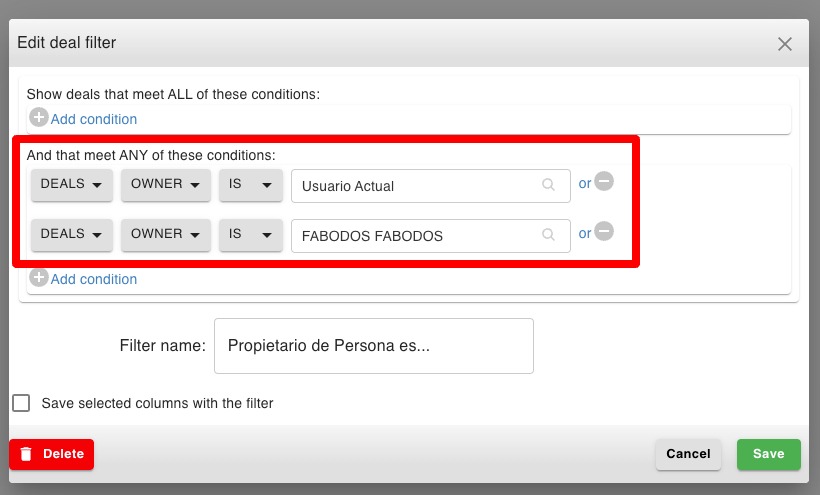 Edit deal filter
Show deals that meet ALL of these conditions:
Add condition
And that meet ANY of these conditions:
DEALS OWNER IS Usuario Actual or
DEALS OWNER IS FABODOS FABODOS or
Add condition
Filter name: Propietario de Persona es...
Save selected columns with the filter
Delete Cancel Save